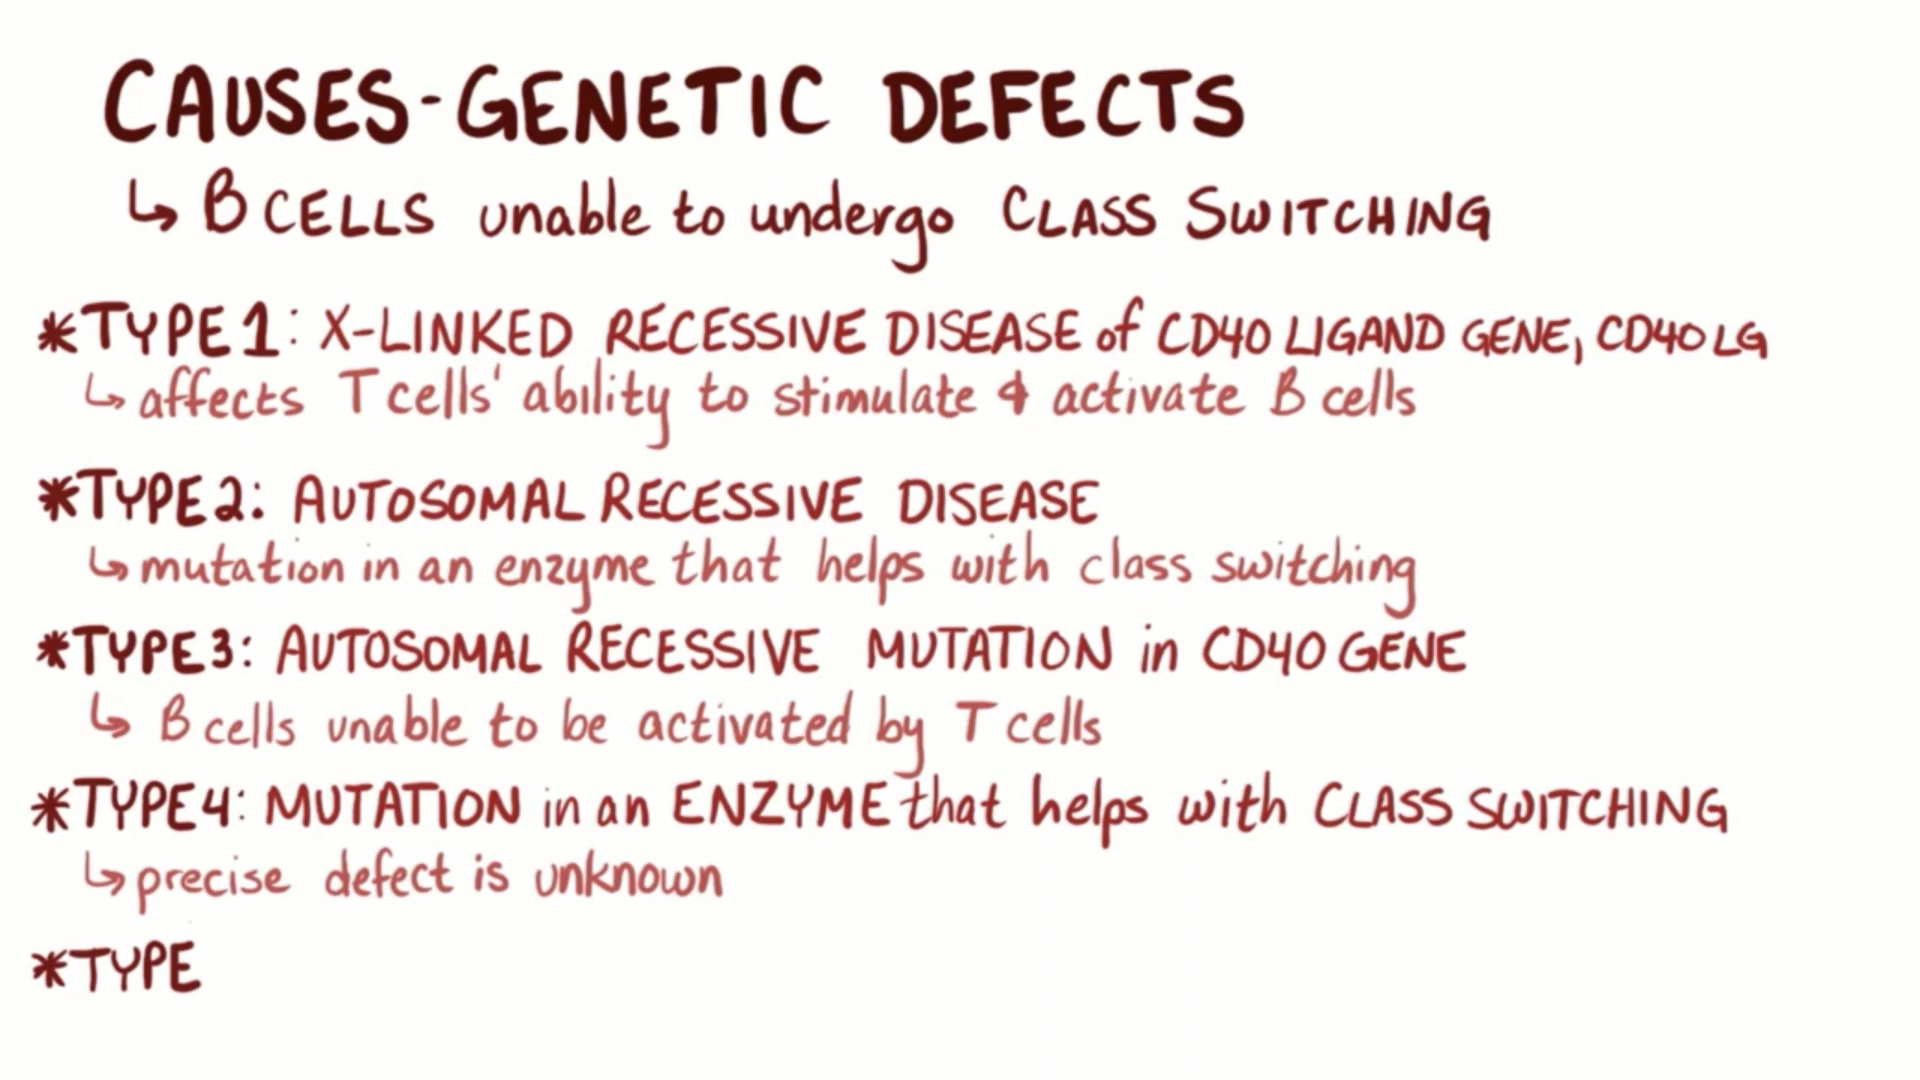 CAUSES-GENETIC DEFECTS
↳ B CELLS unable to undergo CLASS SWITCHING
*TYPE 1: X-LINKED RECESSIVE DISEASE of CD40 LIGAND GENE, CD40LG
↳ affects T cells' ability to stimulate & activate B cells
*TYPE 2: AUTOSOMAL RECESSIVE DISEASE
↳ mutation in an enzyme that helps with class switching
*TYPE 3: AUTOSOMAL RECESSIVE MUTATION in CD40 GENE
↳ B cells unable to be activated by T cells
*TYPE 4: MUTATION in an ENZYME that helps with CLASS SWITCHING
↳ precise defect is unknown
*TYPE